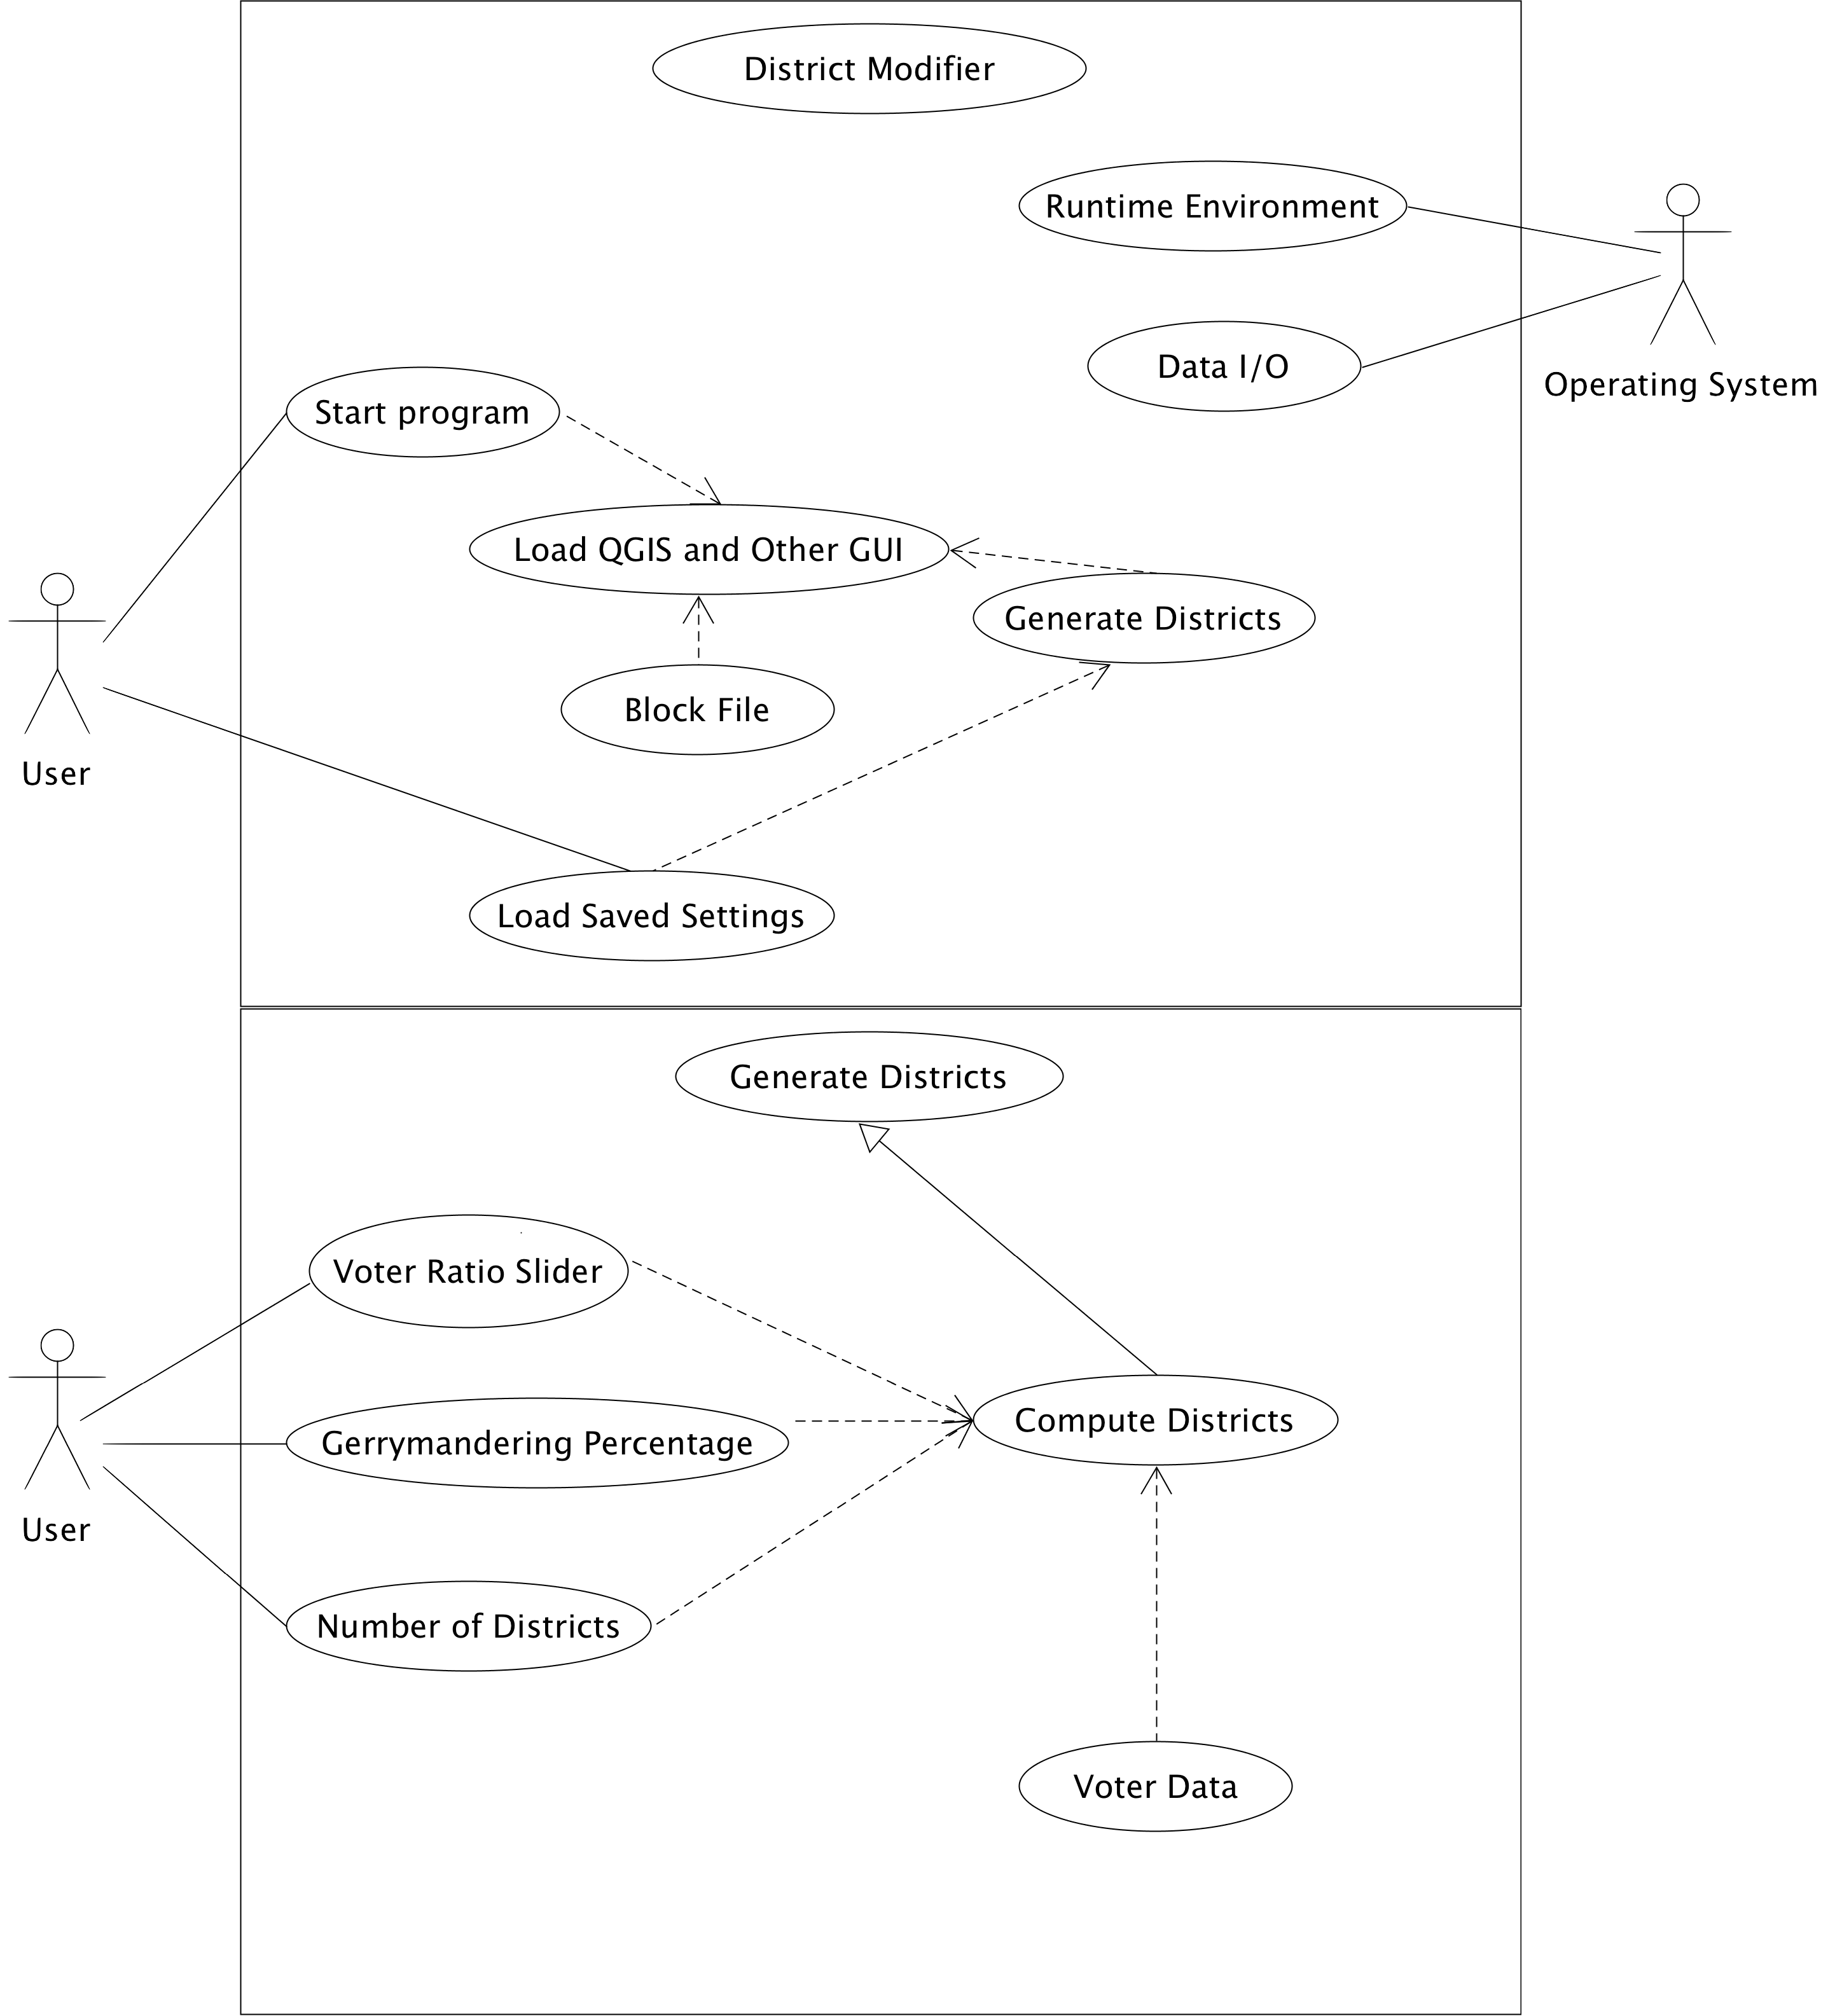 District Modifier
Runtime Environment
Data I/O
Operating System
Start program
Load QGIS and Other GUI
Generate Districts
Block File
User
Load Saved Settings
Generate Districts
Voter Ratio Slider
Compute Districts
Gerrymandering Percentage
User
Number of Districts
Voter Data